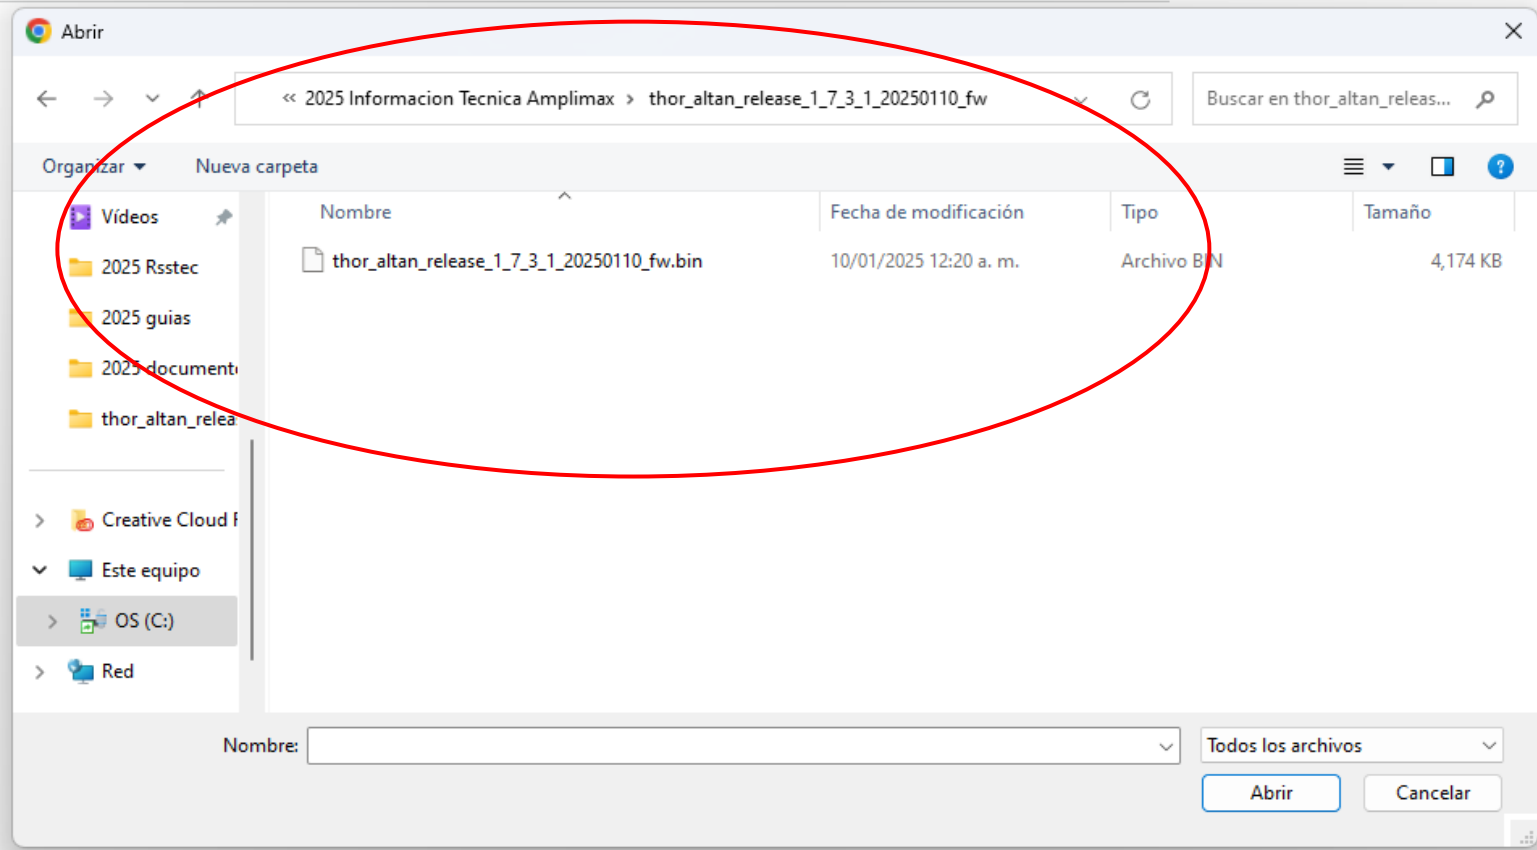 Abrir
« 2025 Informacion Tecnica Amplimax > thor_altan_release_1_7_3_1_20250110_fw
Buscar en thor_altan_releas...
Organizar
Nueva carpeta
Nombre
Fecha de modificación
Tipo
Tamaño
Vídeos
thor_altan_release_1_7_3_1_20250110_fw.bin
10/01/2025 12:20 a. m.
Archivo BIN
4,174 KB
2025 Rsstec
2025 guias
2025 document
thor_altan_relea
Creative Cloud F
Este equipo
OS (C:)
Red
Nombre:
Todos los archivos
Abrir
Cancelar